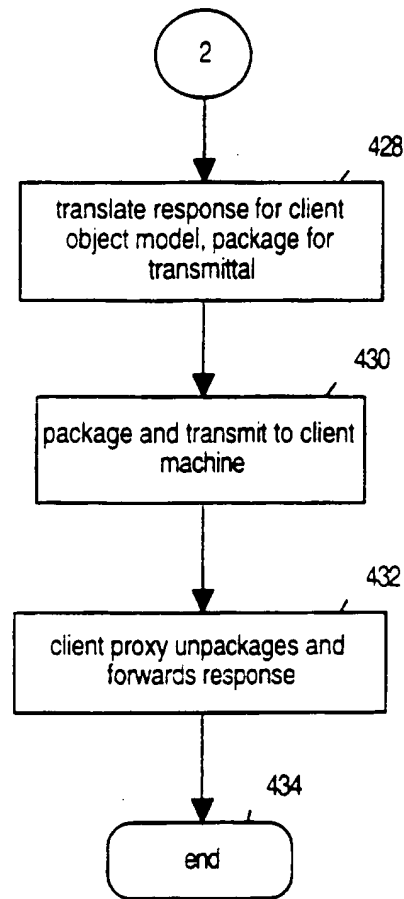 2
428
translate response for client
object model, package for
transmittal
430
package and transmit to client
machine
432
client proxy unpackages and
forwards response
434
end